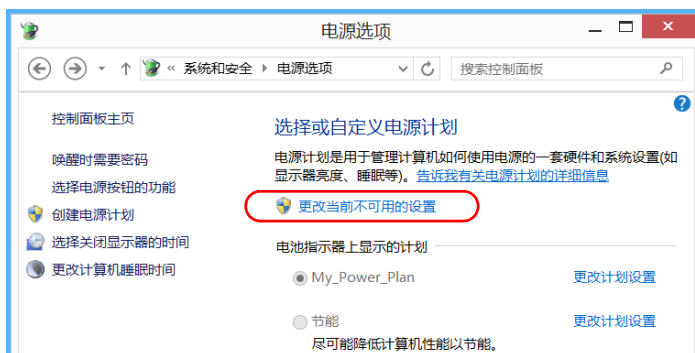 电源选项
« 系统和安全 电源选项
搜索控制面板
控制面板主页
唤醒时需要密码
选择电源按钮的功能
创建电源计划
选择关闭显示器的时间
更改计算机睡眠时间
选择或自定义电源计划
电源计划是用于管理计算机如何使用电源的一套硬件和系统设置(如
显示器亮度、睡眠等)。告诉我有关电源计划的详细信息
更改当前不可用的设置
电池指示器上显示的计划
My_Power_Plan 更改计划设置
节能 更改计划设置
尽可能降低计算机性能以节能。